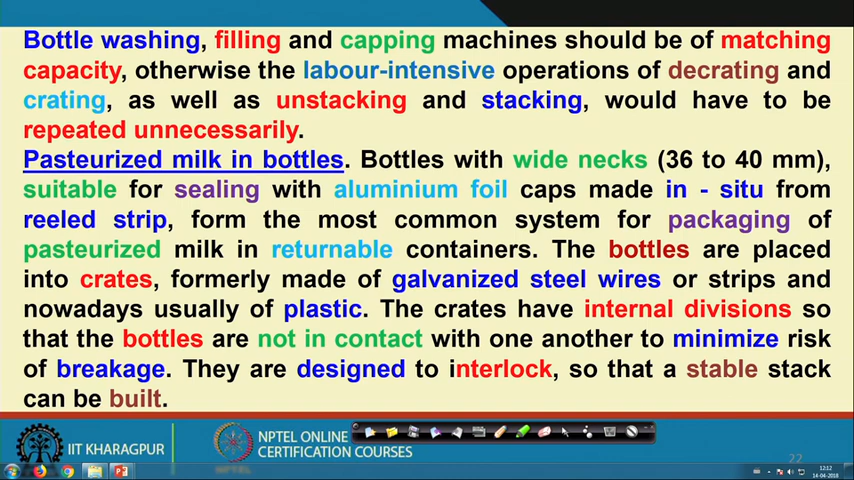 Bottle washing, filling and capping machines should be of matching
capacity, otherwise the labour-intensive operations of decrating and
crating, as well as unstacking and stacking, would have to be
repeated unnecessarily.
Pasteurized milk in bottles. Bottles with wide necks (36 to 40 mm),
suitable for sealing with aluminium foil caps made in - situ from
reeled strip, form the most common system for packaging of
pasteurized milk in returnable containers. The bottles are placed
into crates, formerly made of galvanized steel wires or strips and
nowadays usually of plastic. The crates have internal divisions so
that the bottles are not in contact with one another to minimize risk
of breakage. They are designed to interlock, so that a stable stack
can be built.
IIT KHARAGPUR
NPTEL ONLINE
CERTIFICATION COURSES
NPTEL
22
12:12
14-04-2018